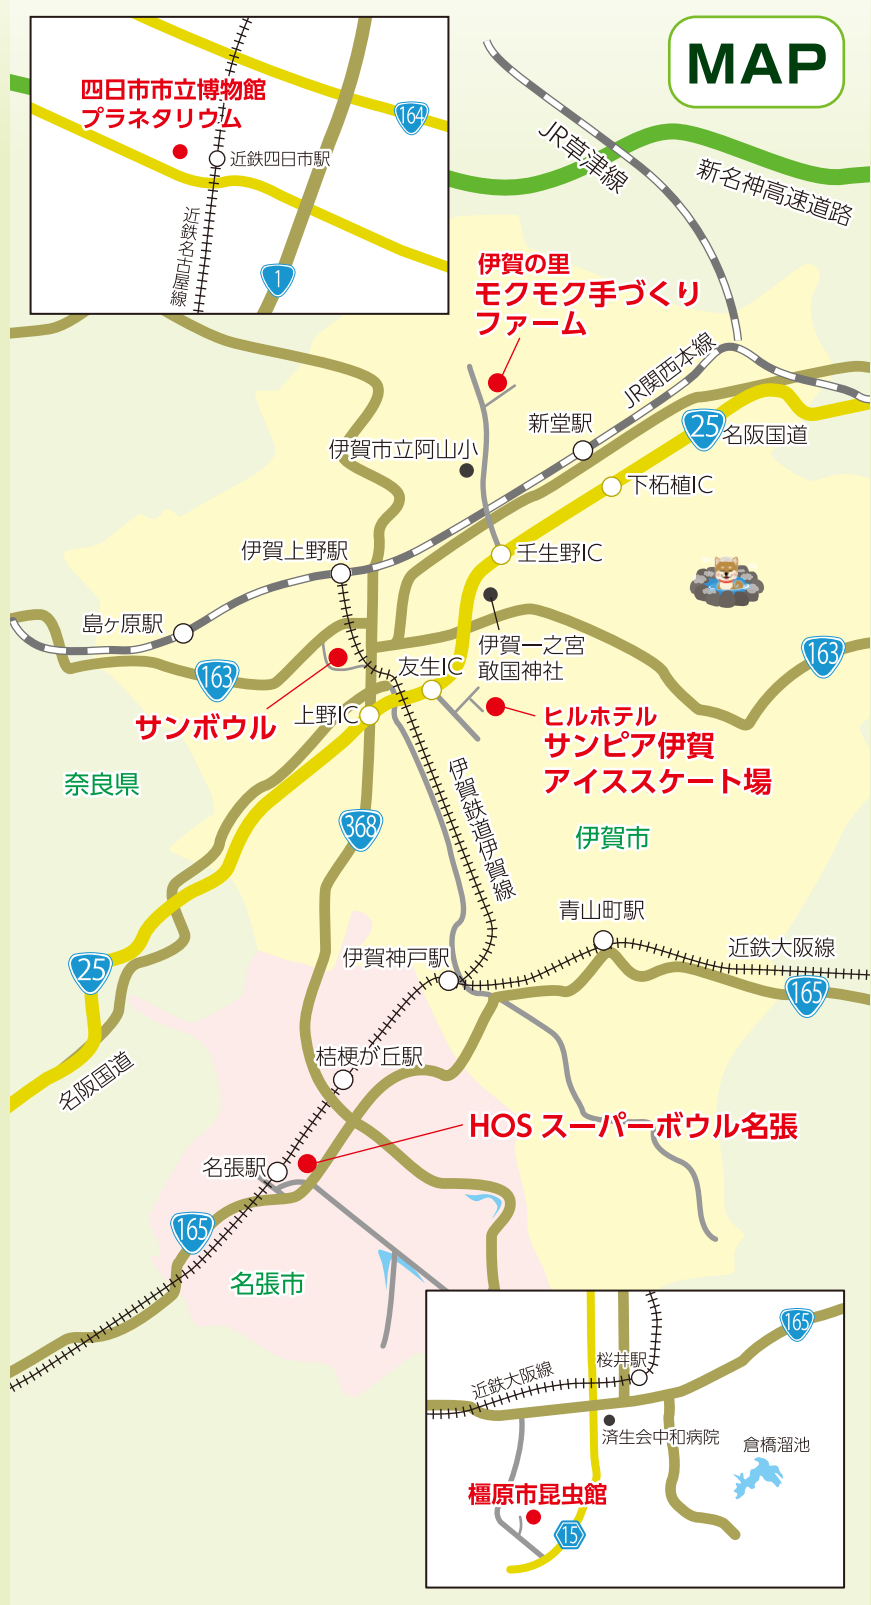 MAP
四日市市立博物館
プラネタリウム
164
近鉄四日市駅
近鉄名古屋線
1
JR草津線
新名神高速道路
伊賀の里
モクモク手づくり
ファーム
JR関西本線
新堂駅
25
名阪国道
伊賀市立阿山小
下柘植IC
伊賀上野駅
壬生野IC
島ヶ原駅
伊賀一之宮
敢国神社
163
友生IC
163
サンボウル
上野IC
ヒルホテル
サンピア伊賀
アイススケート場
奈良県
伊賀鉄道伊賀線
368
伊賀市
青山町駅
伊賀神戸駅
近鉄大阪線
25
165
桔梗が丘駅
名阪国道
HOS スーパーボウル名張
名張駅
165
名張市
165
桜井駅
近鉄大阪線
済生会中和病院
倉橋溜池
橿原市昆虫館
15